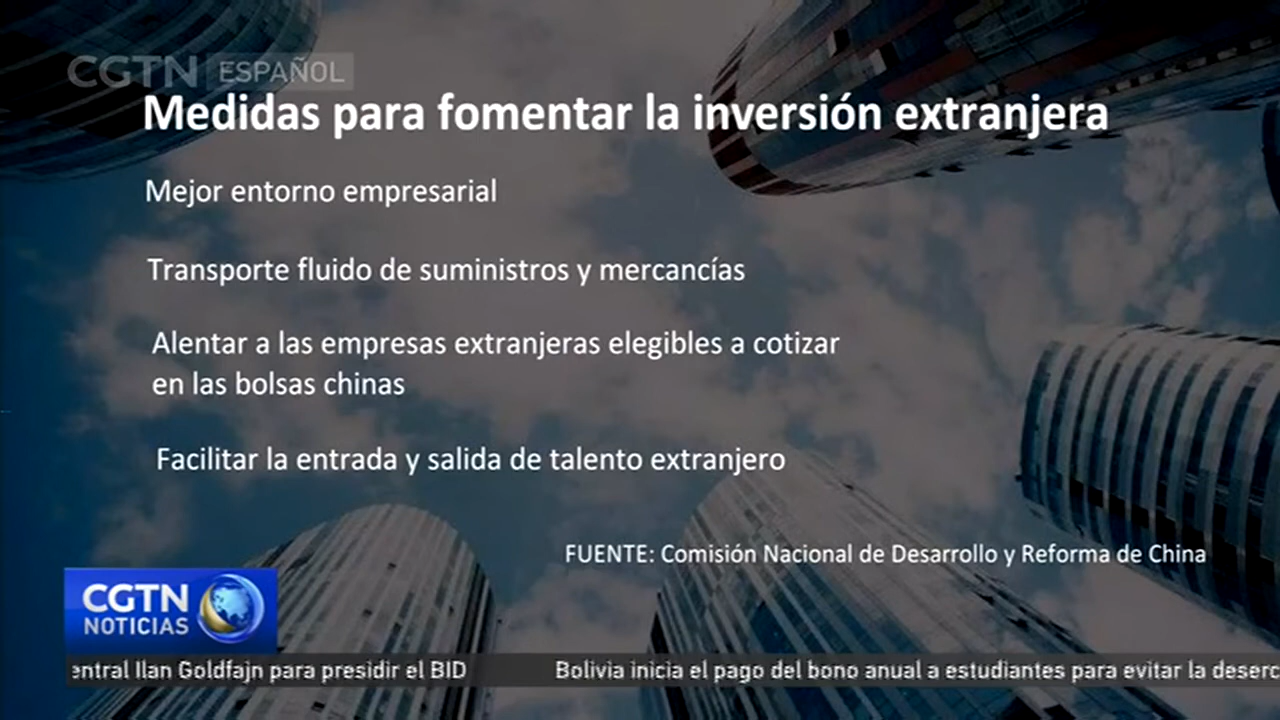 CGTN ESPAÑOL
Medidas para fomentar la inversión extranjera
Mejor entorno empresarial
Transporte fluido de suministros y mercancías
Alentar a las empresas extranjeras elegibles a cotizar
en las bolsas chinas
Facilitar la entrada y salida de talento extranjero
FUENTE: Comisión Nacional de Desarrollo y Reforma de China
CGTN
NOTICIAS
entral Ilan Goldfajn para presidir el BID Bolivia inicia el pago del bono anual a estudiantes para evitar la deserc